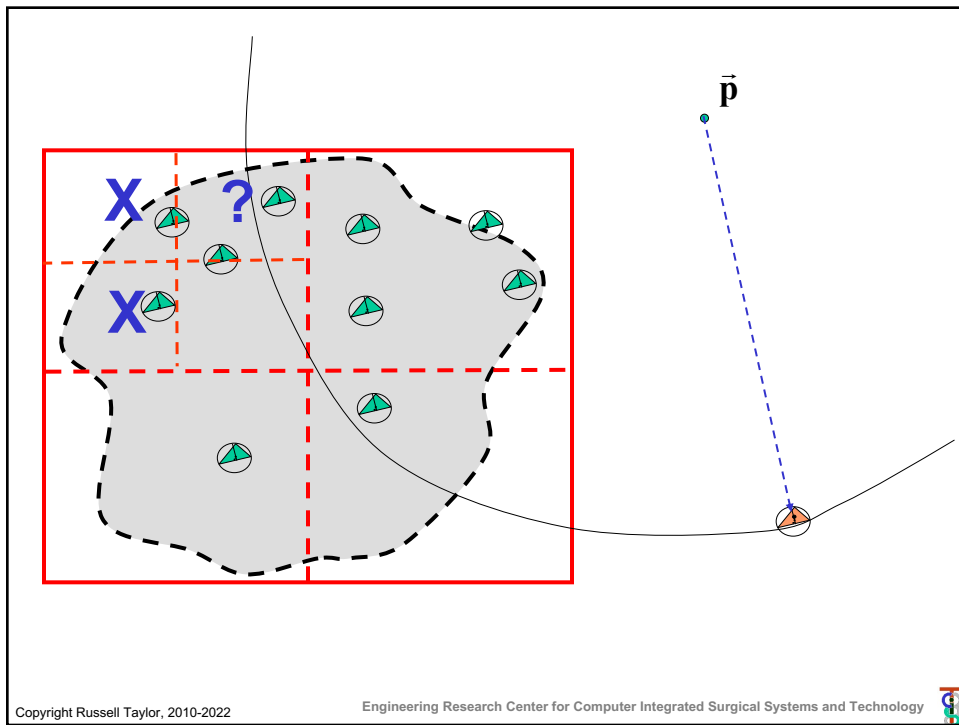 p⃗
X ?
X
Copyright Russell Taylor, 2010-2022
Engineering Research Center for Computer Integrated Surgical Systems and Technology